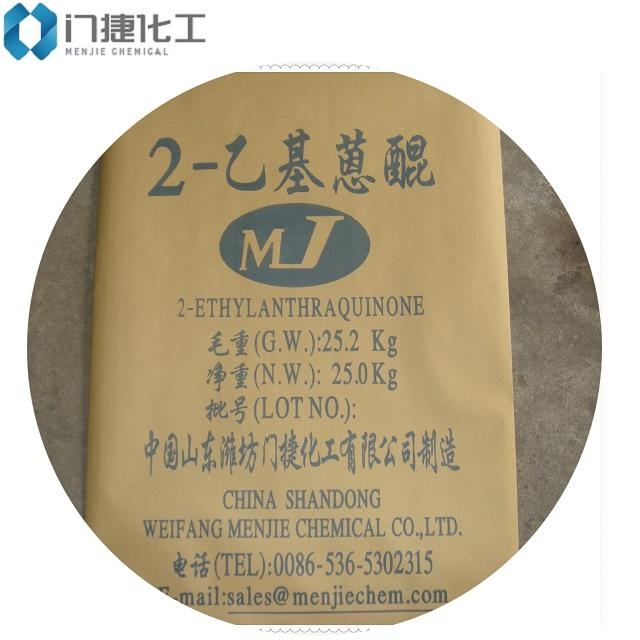 门捷化工
MENJIE CHEMICAL
2-乙基蒽醌
MJ
2-ETHYLANTHRAQUINONE
毛重(G.W.):25.2 Kg
净重(N.W.): 25.0Kg
批号(LOT NO.):
中国山东潍坊门捷化工有限公司制造
CHINA SHANDONG
WEIFANG MENJIE CHEMICAL CO.,LTD.
电话(TEL):0086-536-5302315
E-mail:sales@menjiechem.com